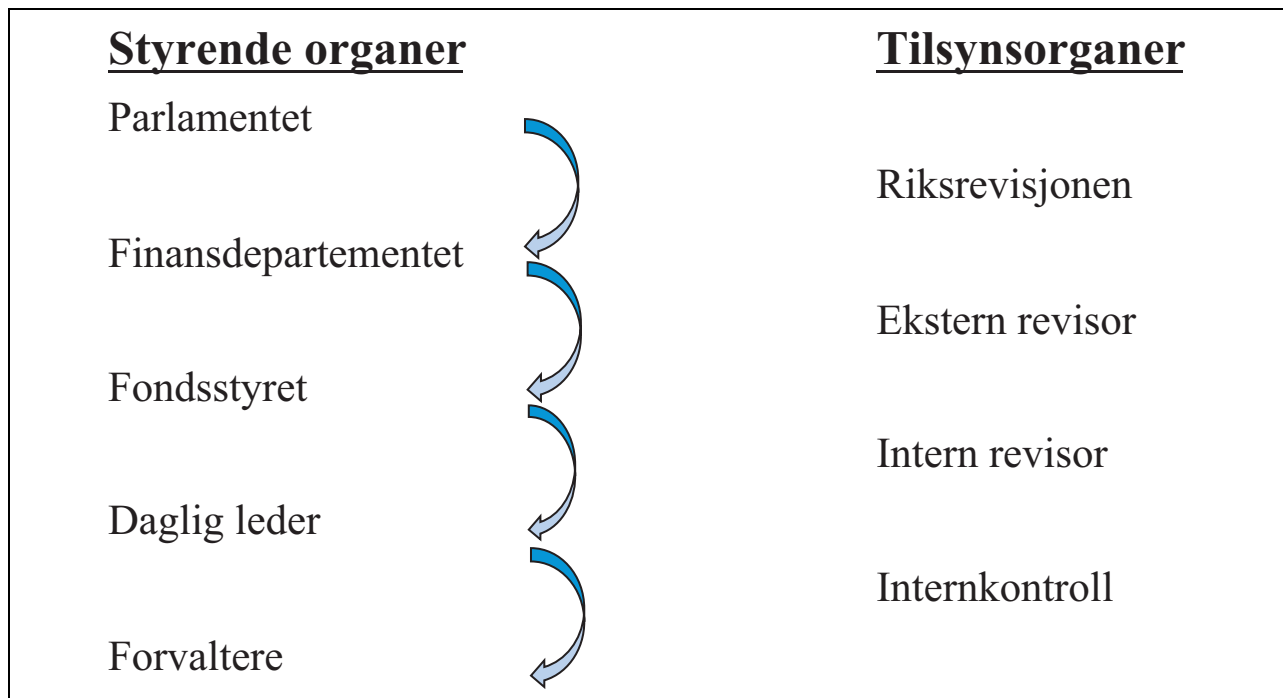 Styrende organer
Parlamentet
Finansdepartementet
Fondsstyret
Daglig leder
Forvaltere
Tilsynsorganer
Riksrevisjonen
Ekstern revisor
Intern revisor
Internkontroll